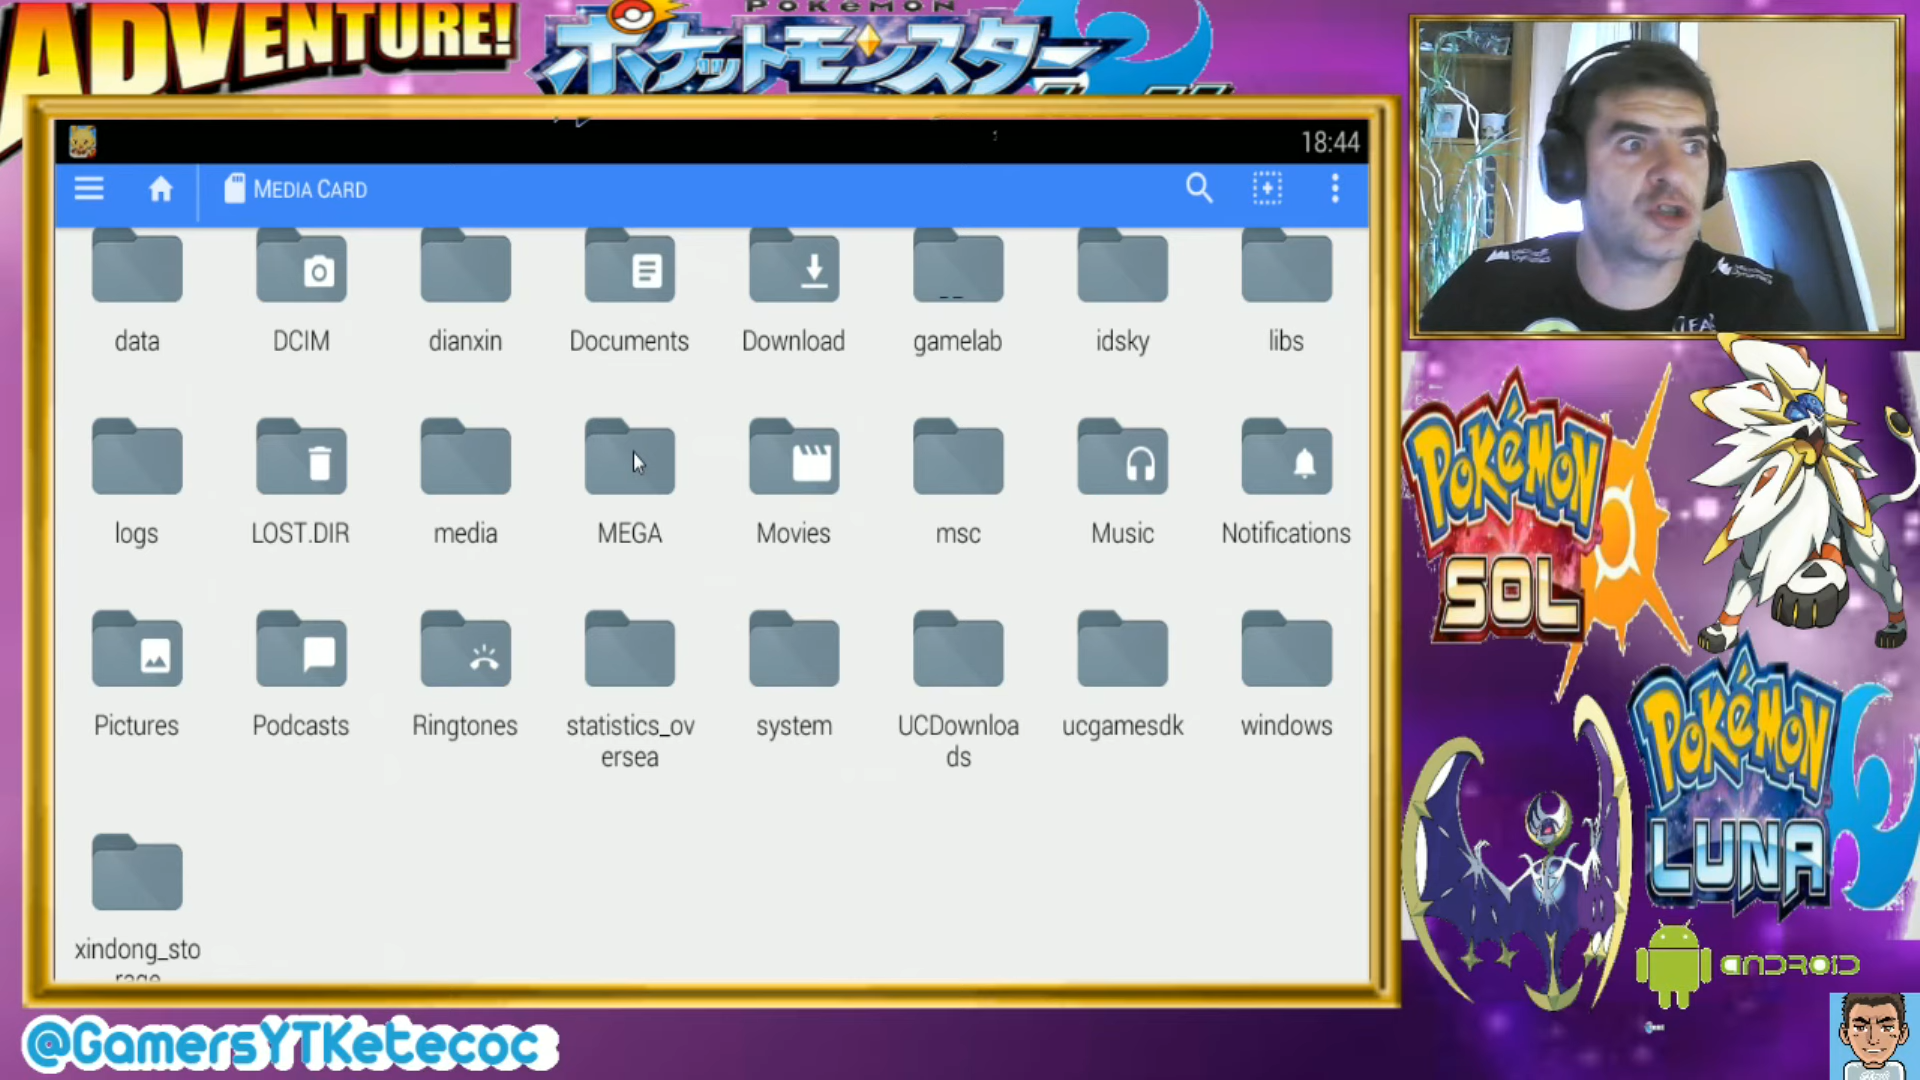 ADVENTURE!
POKéMON
ポケットモンスター
18:44
MEDIA CARD
data
DCIM
dianxin
Documents
Download
gamelab
idsky
libs
logs
LOST.DIR
media
MEGA
Movies
msc
Music
Notifications
Pictures
Podcasts
Ringtones
statistics_ov
ersea
system
UCDownloa
ds
ucgamesdk
windows
xindong_sto
rage
POKéMON
SOL
POKéMON
LUNA
ANDROID
@GamersYTKetecoc